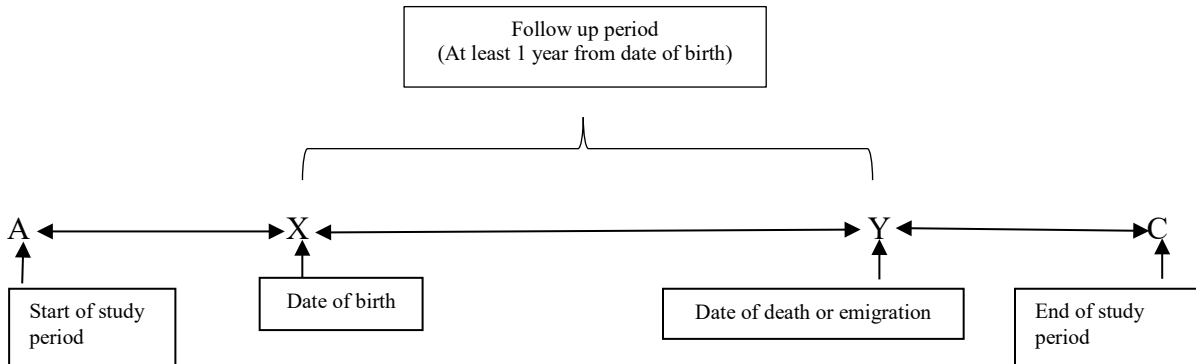 Follow up period
(At least 1 year from date of birth)
A
X
Y
C
Start of study
period
Date of birth
Date of death or emigration
End of study
period